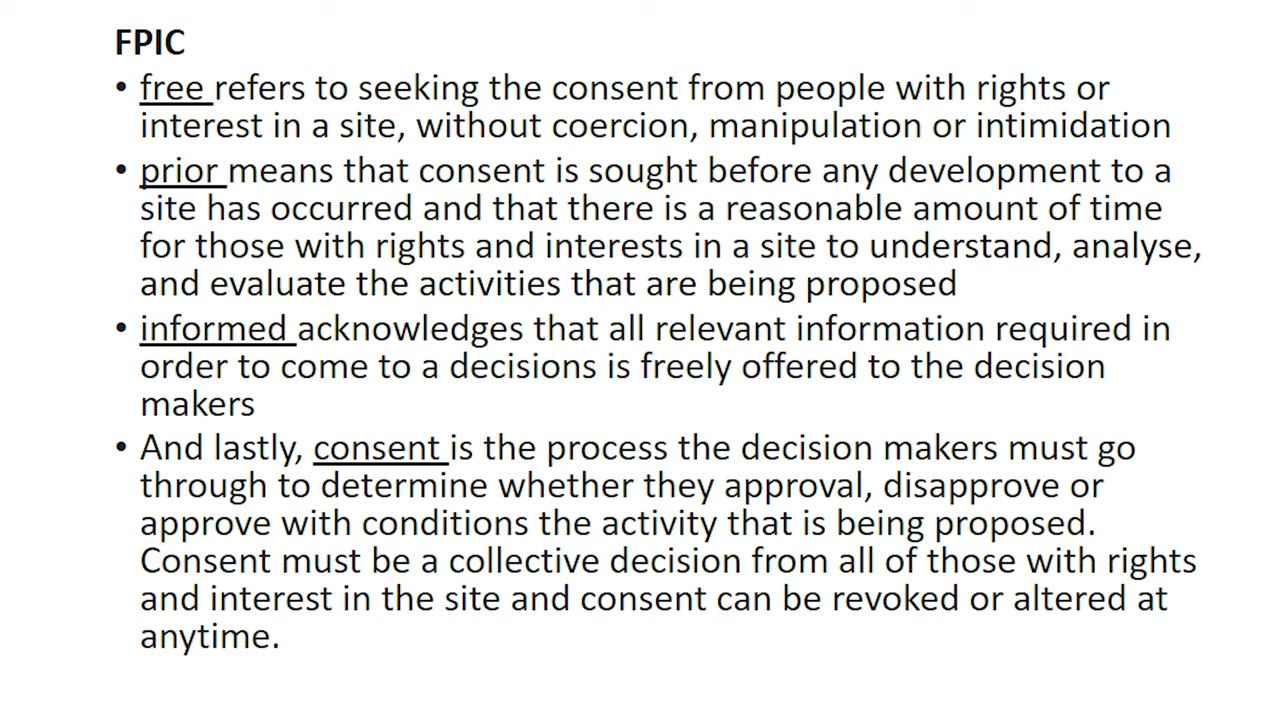 FPIC
• free refers to seeking the consent from people with rights or
interest in a site, without coercion, manipulation or intimidation
• prior means that consent is sought before any development to a
site has occurred and that there is a reasonable amount of time
for those with rights and interests in a site to understand, analyse,
and evaluate the activities that are being proposed
• informed acknowledges that all relevant information required in
order to come to a decisions is freely offered to the decision
makers
• And lastly, consent is the process the decision makers must go
through to determine whether they approval, disapprove or
approve with conditions the activity that is being proposed.
Consent must be a collective decision from all of those with rights
and interest in the site and consent can be revoked or altered at
anytime.